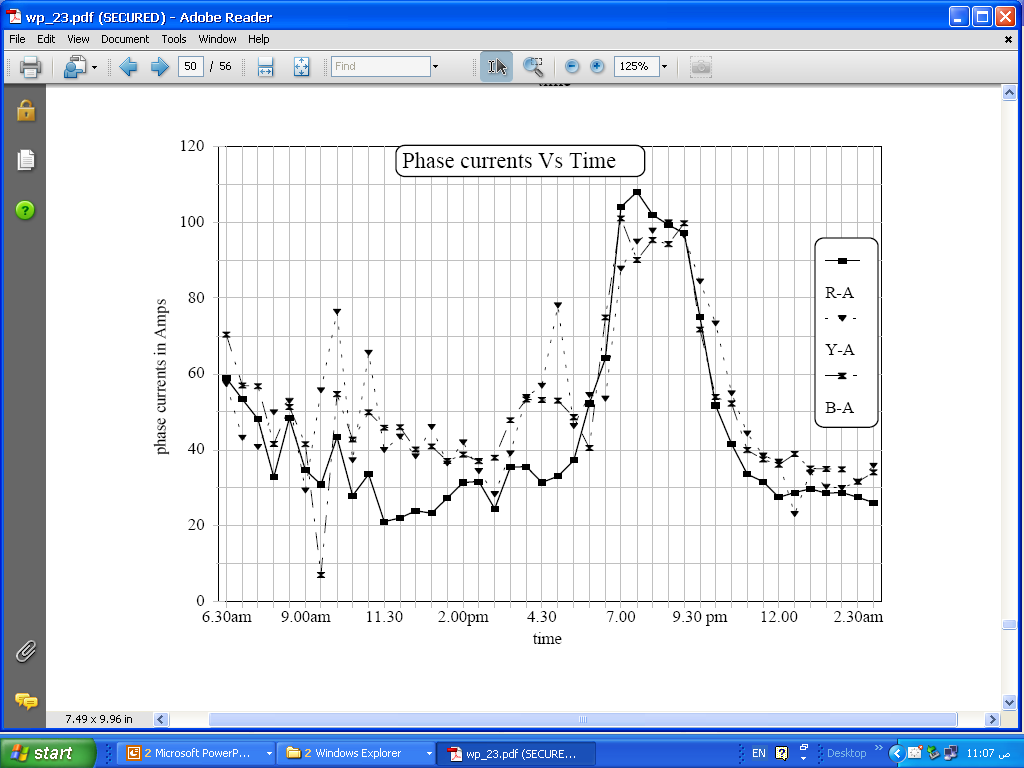 wp_23.pdf (SECURED) - Adobe Reader
File Edit View Document Tools Window Help
50 / 56 Find 125%
Phase currents Vs Time
120
100
80
60
40
20
0
phase currents in Amps
R-A
Y-A
B-A
6.30am 9.00am 11.30 2.00pm 4.30 7.00 9.30 pm 12.00 2.30am
time
7.49 x 9.96 in
start 2 Microsoft PowerP... 2 Windows Explorer wp_23.pdf (SECURE... EN Desktop 11:07 ص